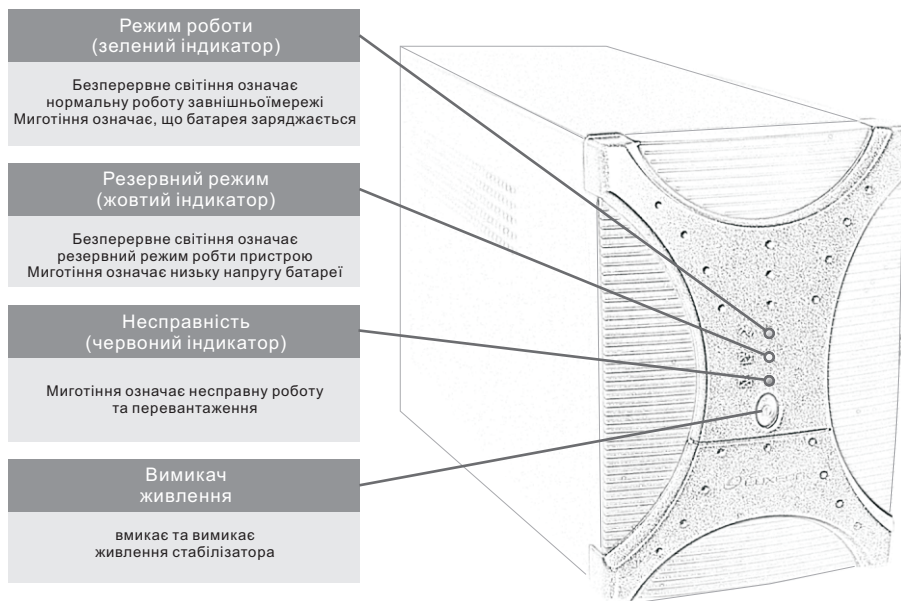 Режим роботи
(зелений індикатор)
Безперервне світіння означає
нормальну роботу завнішньоїмережі
Миготіння означає, що батарея заряджається
Резервний режим
(жовтий індикатор)
Безперервне світіння означає
резервний режим робти пристрою
Миготіння означає низьку напругу батареї
Несправність
(червоний індикатор)
Миготіння означає несправну роботу
та перевантаження
Вимикач
живлення
вмикає та вимикає
живлення стабілізатора